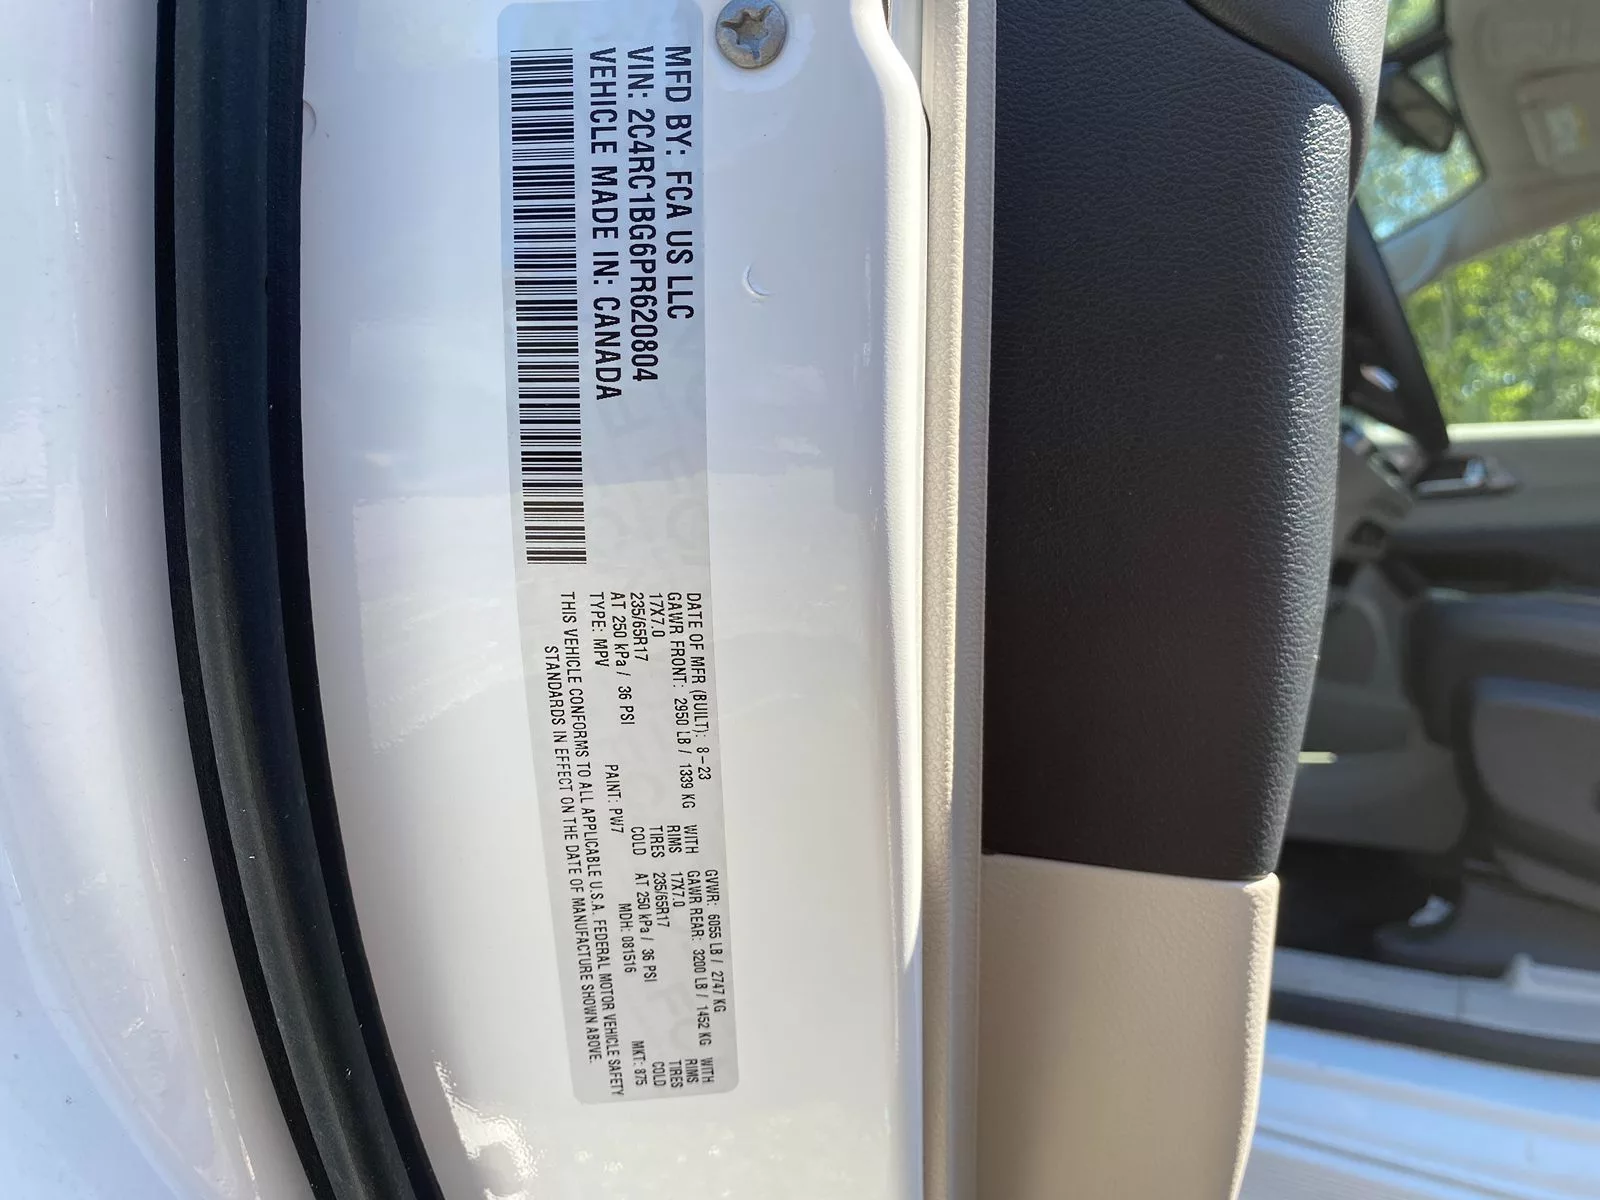 MFD BY: FCA US LLC
VIN: 2C4RC1BG6PR620804
VEHICLE MADE IN: CANADA
DATE OF MFR (BUILT): 8-23 GVWR: 6055 LB / 2747 KG
GAWR FRONT: 2950 LB / 1339 KG WITH GAWR REAR: 3200 LB / 1452 KG WITH
17X7.0 RIMS 17X7.0 RIMS
235/65R17 TIRES 235/65R17 TIRES
AT 250 kPa / 36 PSI COLD AT 250 kPa / 36 PSI COLD
TYPE: MPV PAINT: PW7 MDH: 081516 MKT: 875
THIS VEHICLE CONFORMS TO ALL APPLICABLE U.S.A. FEDERAL MOTOR VEHICLE SAFETY
STANDARDS IN EFFECT ON THE DATE OF MANUFACTURE SHOWN ABOVE.